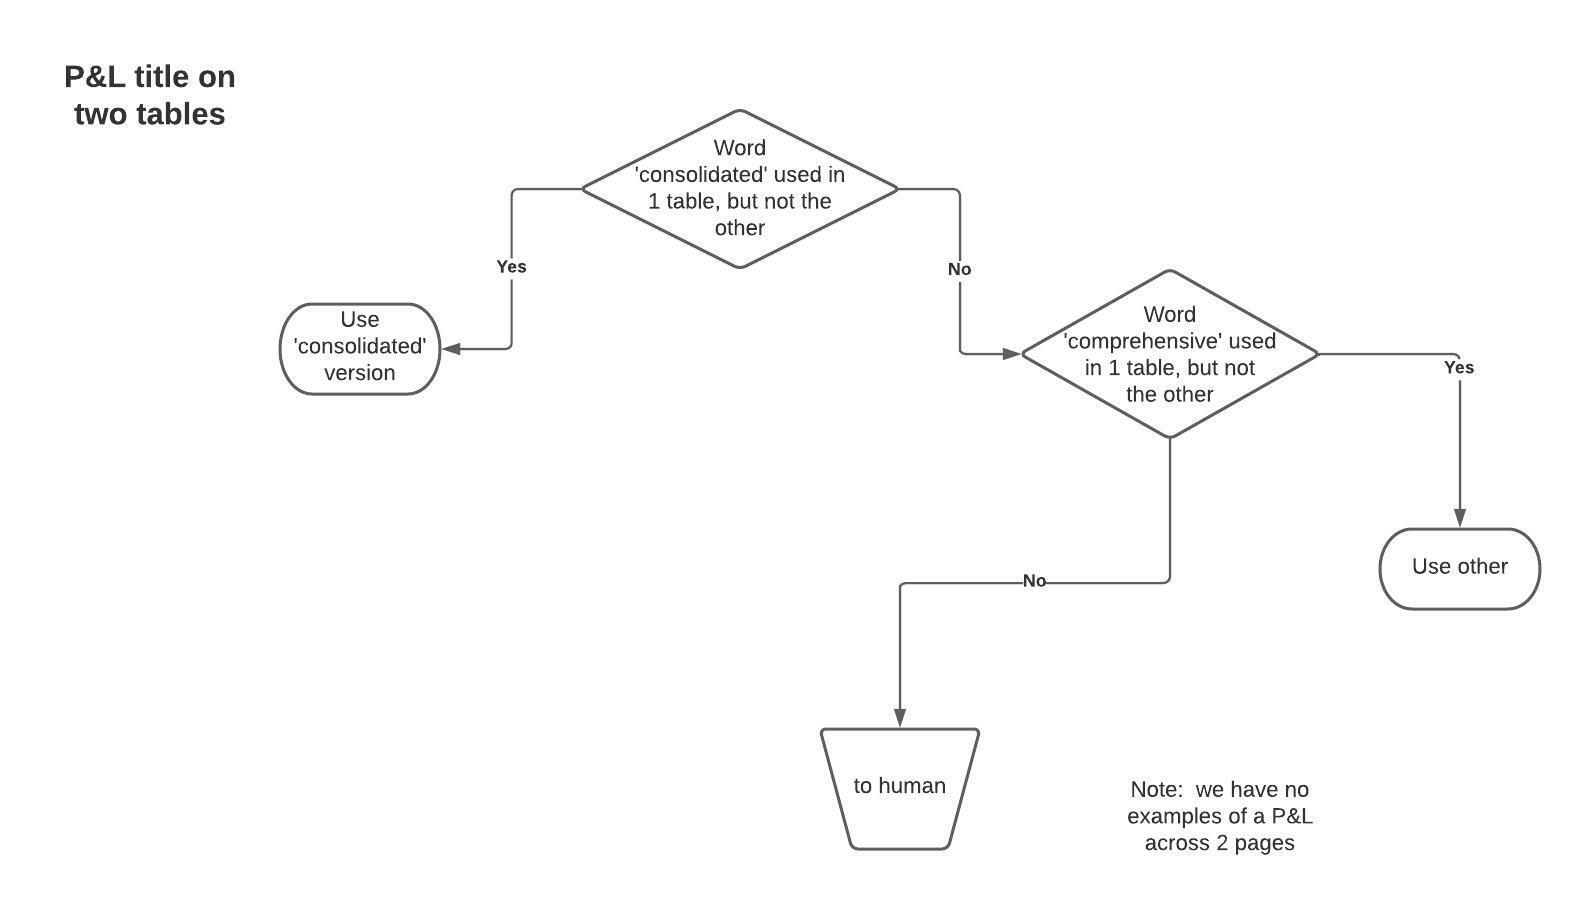 P&L title on
two tables
Word
'consolidated' used in
1 table, but not the
other
Yes
No
Use
'consolidated'
version
Word
'comprehensive' used
in 1 table, but not
the other
Yes
No
Use other
to human
Note:  we have no
examples of a P&L
across 2 pages